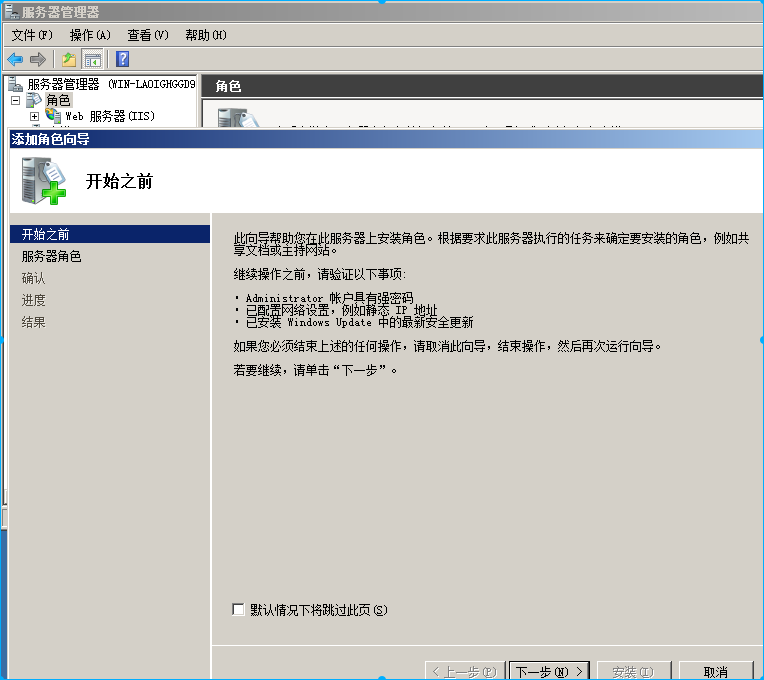 服务器管理器
文件(F) 操作(A) 查看(V) 帮助(H)
服务器管理器 (WIN-LAOIGHGGD9
角色
角色
Web 服务器(IIS)
添加角色向导
开始之前
开始之前
服务器角色
确认
进度
结果
此向导帮助您在此服务器上安装角色。根据要求此服务器执行的任务来确定要安装的角色，例如共
享文档或主持网站。
继续操作之前，请验证以下事项:
· Administrator 帐户具有强密码
· 已配置网络设置，例如静态 IP 地址
· 已安装 Windows Update 中的最新安全更新
如果您必须结束上述的任何操作，请取消此向导，结束操作，然后再次运行向导。
若要继续，请单击“下一步”。
默认情况下将跳过此页(S)
< 上一步(P) 下一步(N) > 安装(I) 取消